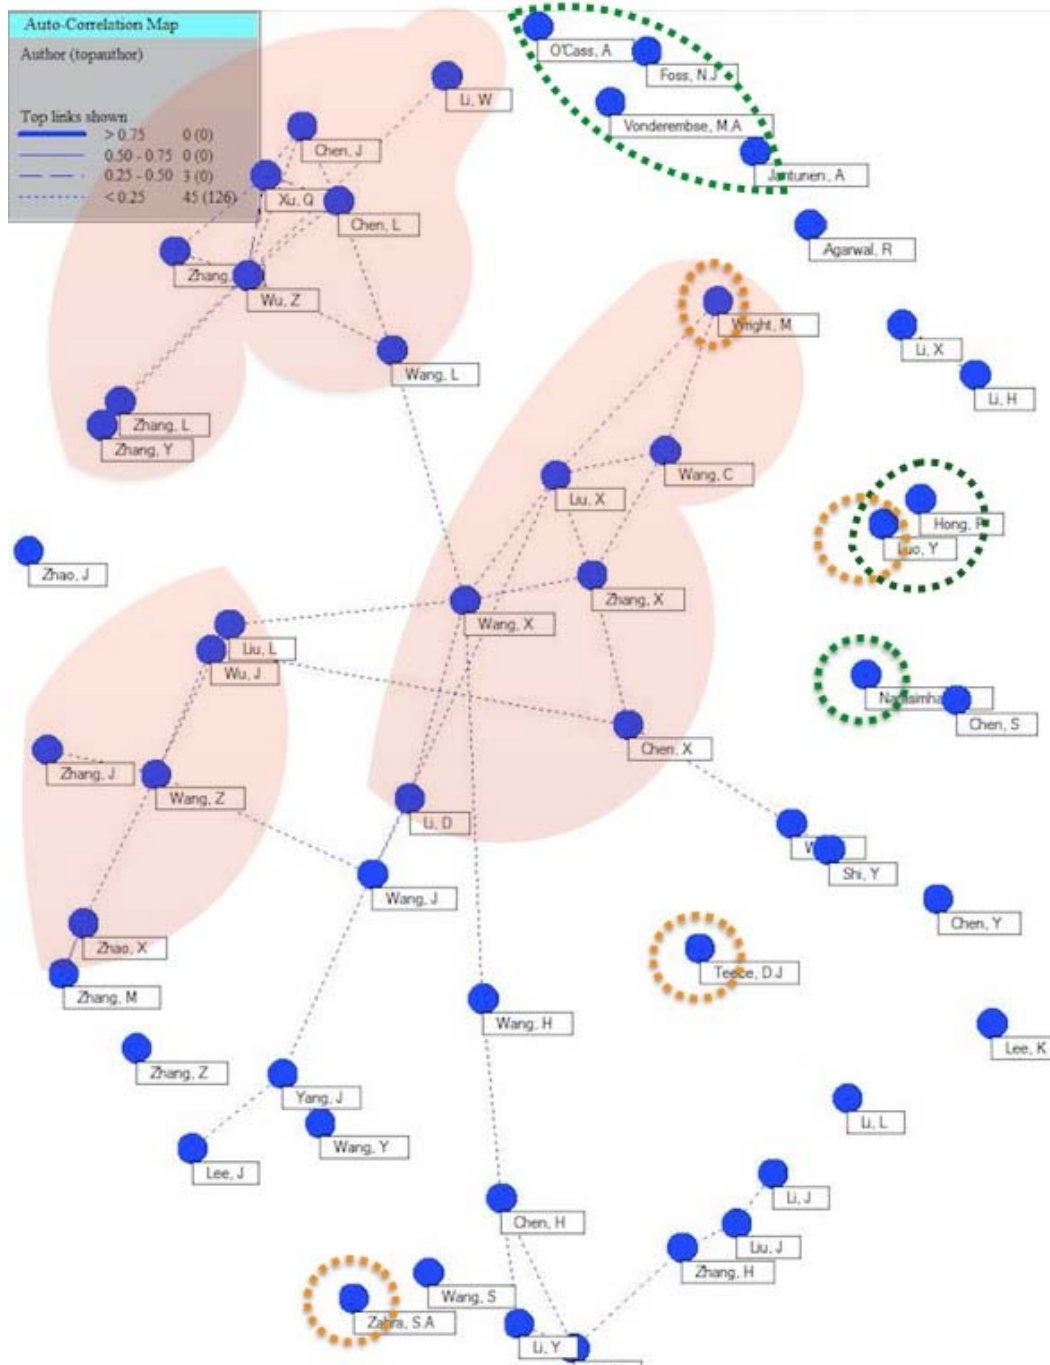 Auto-Correlation Map
Author (topauthor)
Top links shown
> 0.75 0 (0)
0.50 - 0.75 0 (0)
0.25 - 0.50 3 (0)
< 0.25 45 (126)
O'Cass, A
Foss, N.J
Li, W
Vonderembse, M.A
Chen, J
Jantunen, A
Xu, Q
Chen, L
Agarwal, R
Zhang,
Wu, Z
Wright, M
Li, X
Wang, L
Li, H
Zhang, L
Zhang, Y
Wang, C
Liu, X
Hong, P
Luo, Y
Zhao, J
Zhang, X
Wang, X
Liu, L
Wu, J
Narasimha
Chen, S
Chen, X
Zhang, J
Wang, Z
Li, D
Shi, Y
Wang, J
Chen, Y
Zhao, X
Teece, D.J
Zhang, M
Wang, H
Lee, K
Zhang, Z
Yang, J
Li, L
Wang, Y
Lee, J
Li, J
Chen, H
Liu, J
Zhang, H
Wang, S
Zahra, S.A
Li, Y